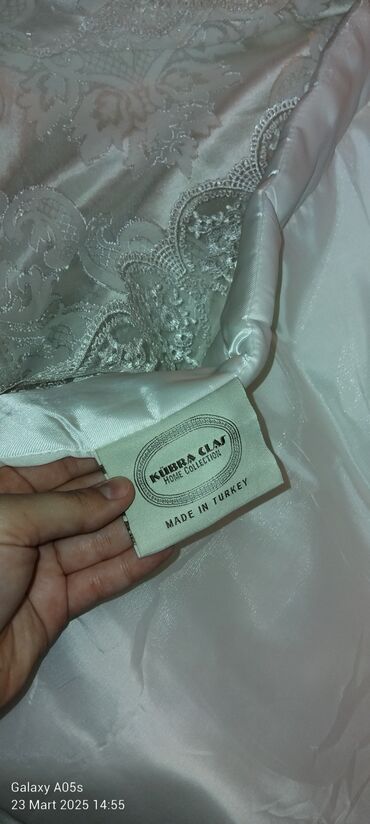 KÜBRA CLAS
HOME COLLECTION
MADE IN TURKEY
Galaxy A05s
23 Mart 2025 14:55